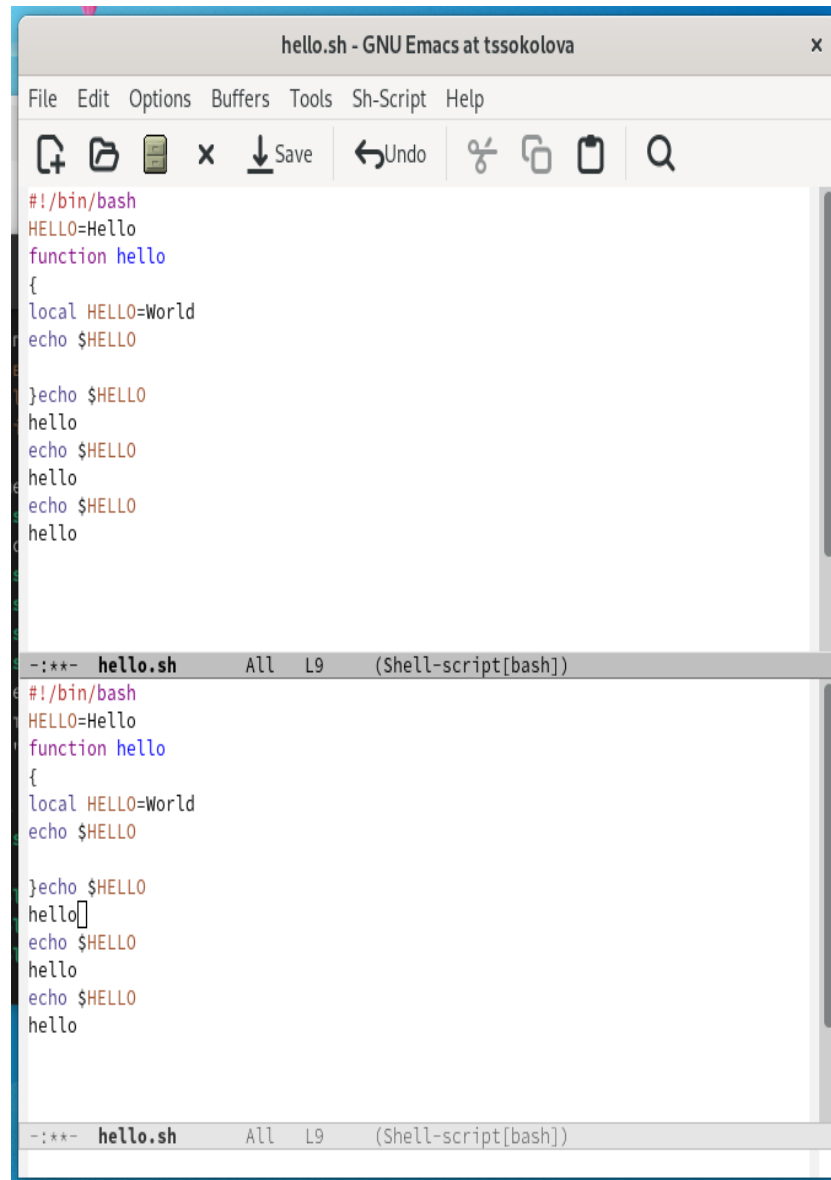 hello.sh - GNU Emacs at tssokolova
File Edit Options Buffers Tools Sh-Script Help
Save Undo
#!/bin/bash
HELLO=Hello
function hello
{
local HELLO=World
echo $HELLO
}echo $HELLO
hello
echo $HELLO
hello
echo $HELLO
hello
-:**- hello.sh All L9 (Shell-script[bash])
#!/bin/bash
HELLO=Hello
function hello
{
local HELLO=World
echo $HELLO
}echo $HELLO
hello
echo $HELLO
hello
echo $HELLO
hello
-:**- hello.sh All L9 (Shell-script[bash])